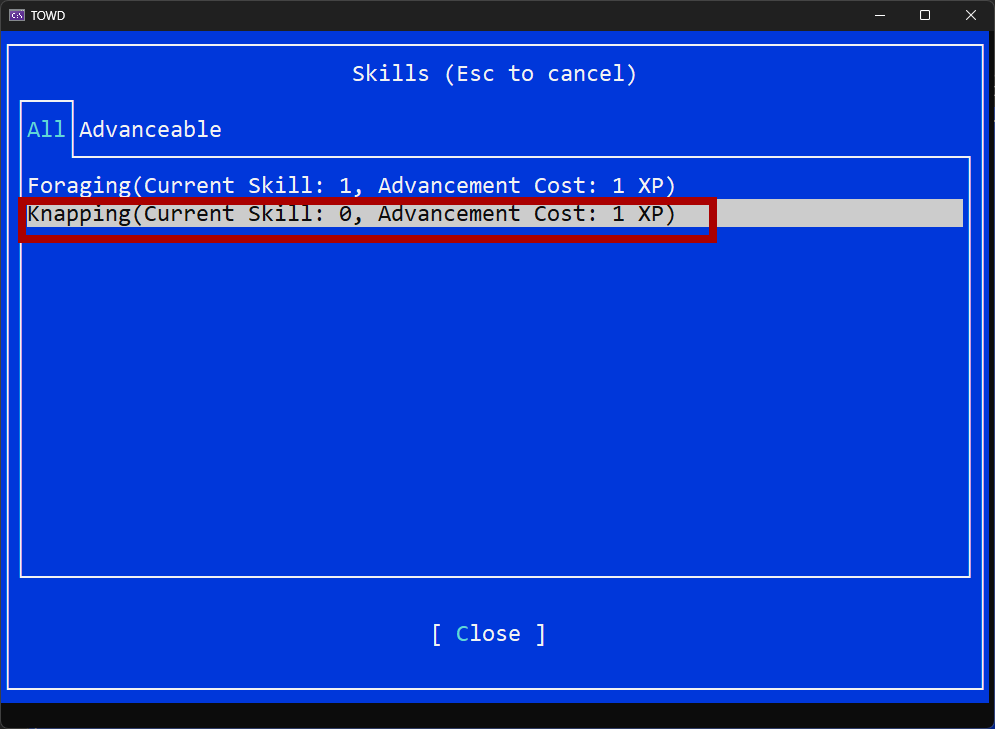 TOWD
Skills (Esc to cancel)
All Advanceable
Foraging(Current Skill: 1, Advancement Cost: 1 XP)
Knapping(Current Skill: 0, Advancement Cost: 1 XP)
[ Close ]